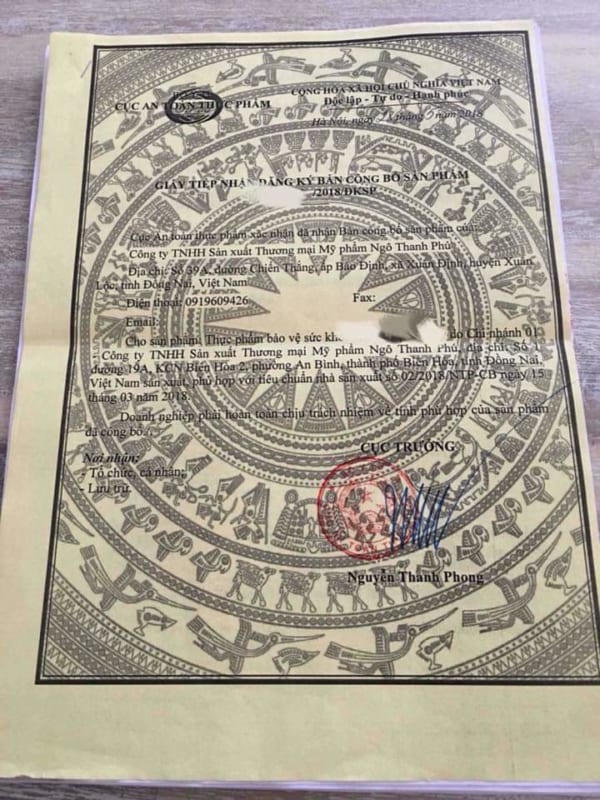 CỤC AN TOÀN THỰC PHẨM
CỘNG HÒA XÃ HỘI CHỦ NGHĨA VIỆT NAM
Độc lập - Tự do - Hạnh phúc
Hà Nội, ngày tháng 5 năm 2018
GIẤY TIẾP NHẬN ĐĂNG KÝ BẢN CÔNG BỐ SẢN PHẨM
/2018/ĐKSP
Cục An toàn thực phẩm xác nhận đã nhận Bản công bố sản phẩm của:
Công ty TNHH Sản xuất Thương mại Mỹ phẩm Ngô Thanh Phú
Địa chỉ: Số 39A, đường Chiến Thắng, ấp Bảo Định, xã Xuân Định, huyện Xuân
Lộc, tỉnh Đồng Nai, Việt Nam
Điện thoại: 0919609426 Fax:
Email:
Cho sản phẩm: Thực phẩm bảo vệ sức kh do Chi nhánh 01
Công ty TNHH Sản xuất Thương mại Mỹ phẩm Ngô Thanh Phú, địa chỉ: Số 1
đường 19A, KCN Biên Hòa 2, phường An Bình, thành phố Biên Hòa, tỉnh Đồng Nai,
Việt Nam sản xuất, phù hợp với tiêu chuẩn nhà sản xuất số 02/2018/NTP-CB ngày 15
tháng 03 năm 2018.
Doanh nghiệp phải hoàn toàn chịu trách nhiệm về tính phù hợp của sản phẩm
đã công bố./.
Nơi nhận:
- Tổ chức, cá nhân;
- Lưu trữ.
CỤC TRƯỞNG
Nguyễn Thanh Phong